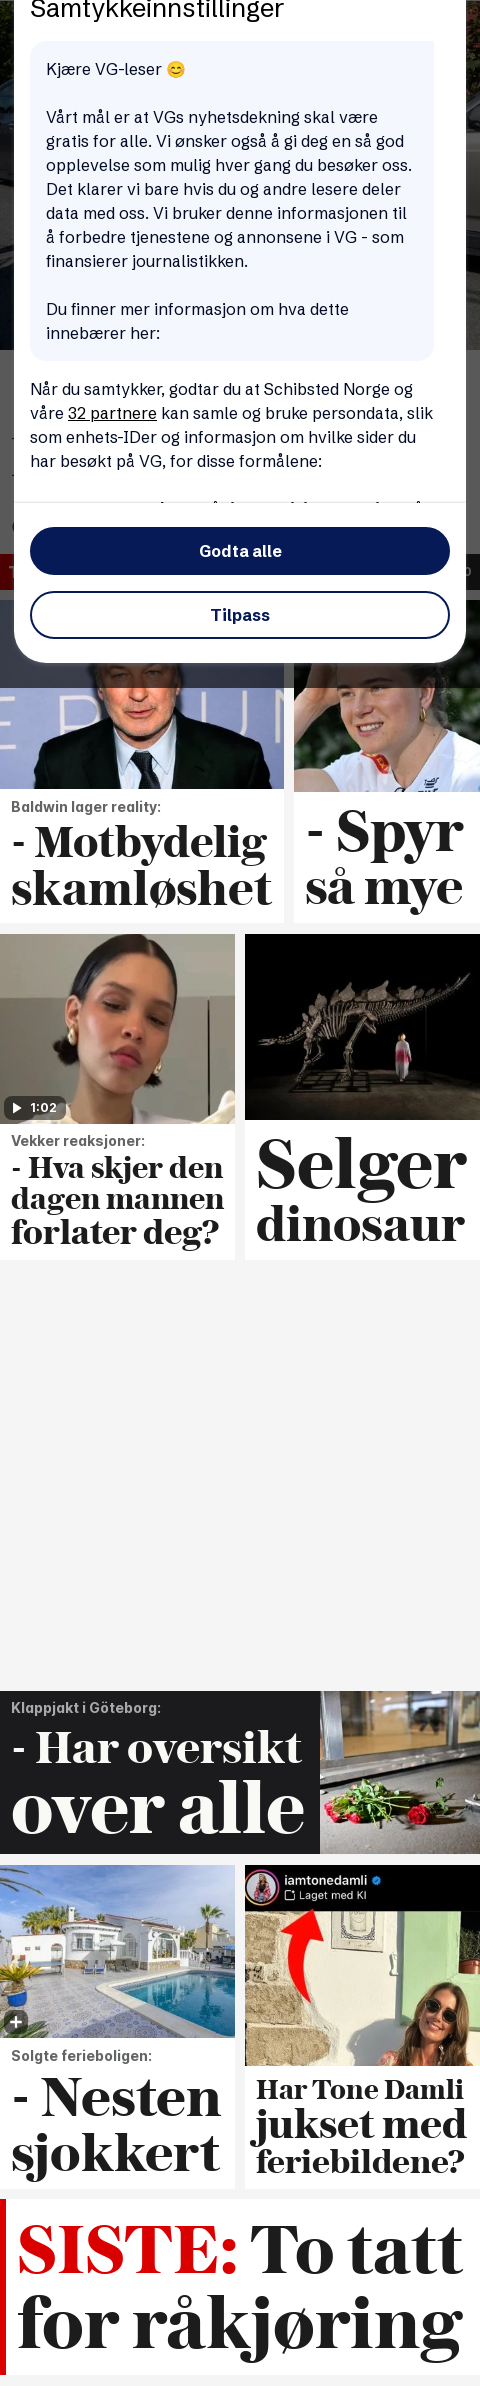 Samtykkeinnstillinger
Kjære VG-leser 😊
Vårt mål er at VGs nyhetsdekning skal være
gratis for alle. Vi ønsker også å gi deg en så god
opplevelse som mulig hver gang du besøker oss.
Det klarer vi bare hvis du og andre lesere deler
data med oss. Vi bruker denne informasjonen til
å forbedre tjenestene og annonsene i VG - som
finansierer journalistikken.
Du finner mer informasjon om hva dette
innebærer her:
Når du samtykker, godtar du at Schibsted Norge og
våre 32 partnere kan samle og bruke persondata, slik
som enhets-IDer og informasjon om hvilke sider du
har besøkt på VG, for disse formålene:
Godta alle
Tilpass
Baldwin lager reality:
- Motbydelig
skamløshet
- Spyr
så mye
1:02
Vekker reaksjoner:
- Hva skjer den
dagen mannen
forlater deg?
Selger
dinosaur
Klappjakt i Göteborg:
- Har oversikt
over alle
Solgte ferieboligen:
- Nesten
sjokkert
iamtonedamli
Laget med KI
Har Tone Damli
jukset med
feriebildene?
SISTE: To tatt
for råkjøring